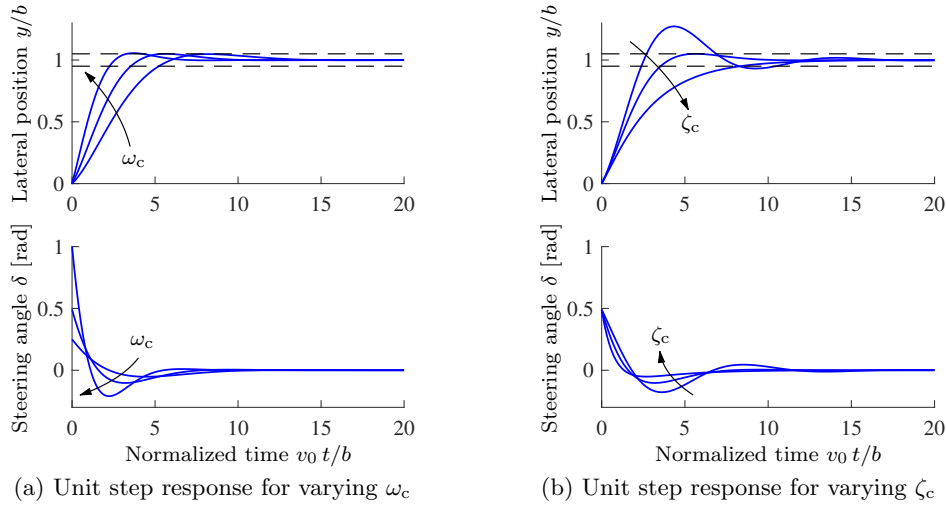 Lateral position y/b
1
0.5
0
ω_c
0 5 10 15 20
Steering angle δ [rad]
1
0.5
0
ω_c
0 5 10 15 20
Normalized time v_0 t/b
(a) Unit step response for varying ω_c
Lateral position y/b
1
0.5
0
ζ_c
0 5 10 15 20
Steering angle δ [rad]
1
0.5
0
ζ_c
0 5 10 15 20
Normalized time v_0 t/b
(b) Unit step response for varying ζ_c